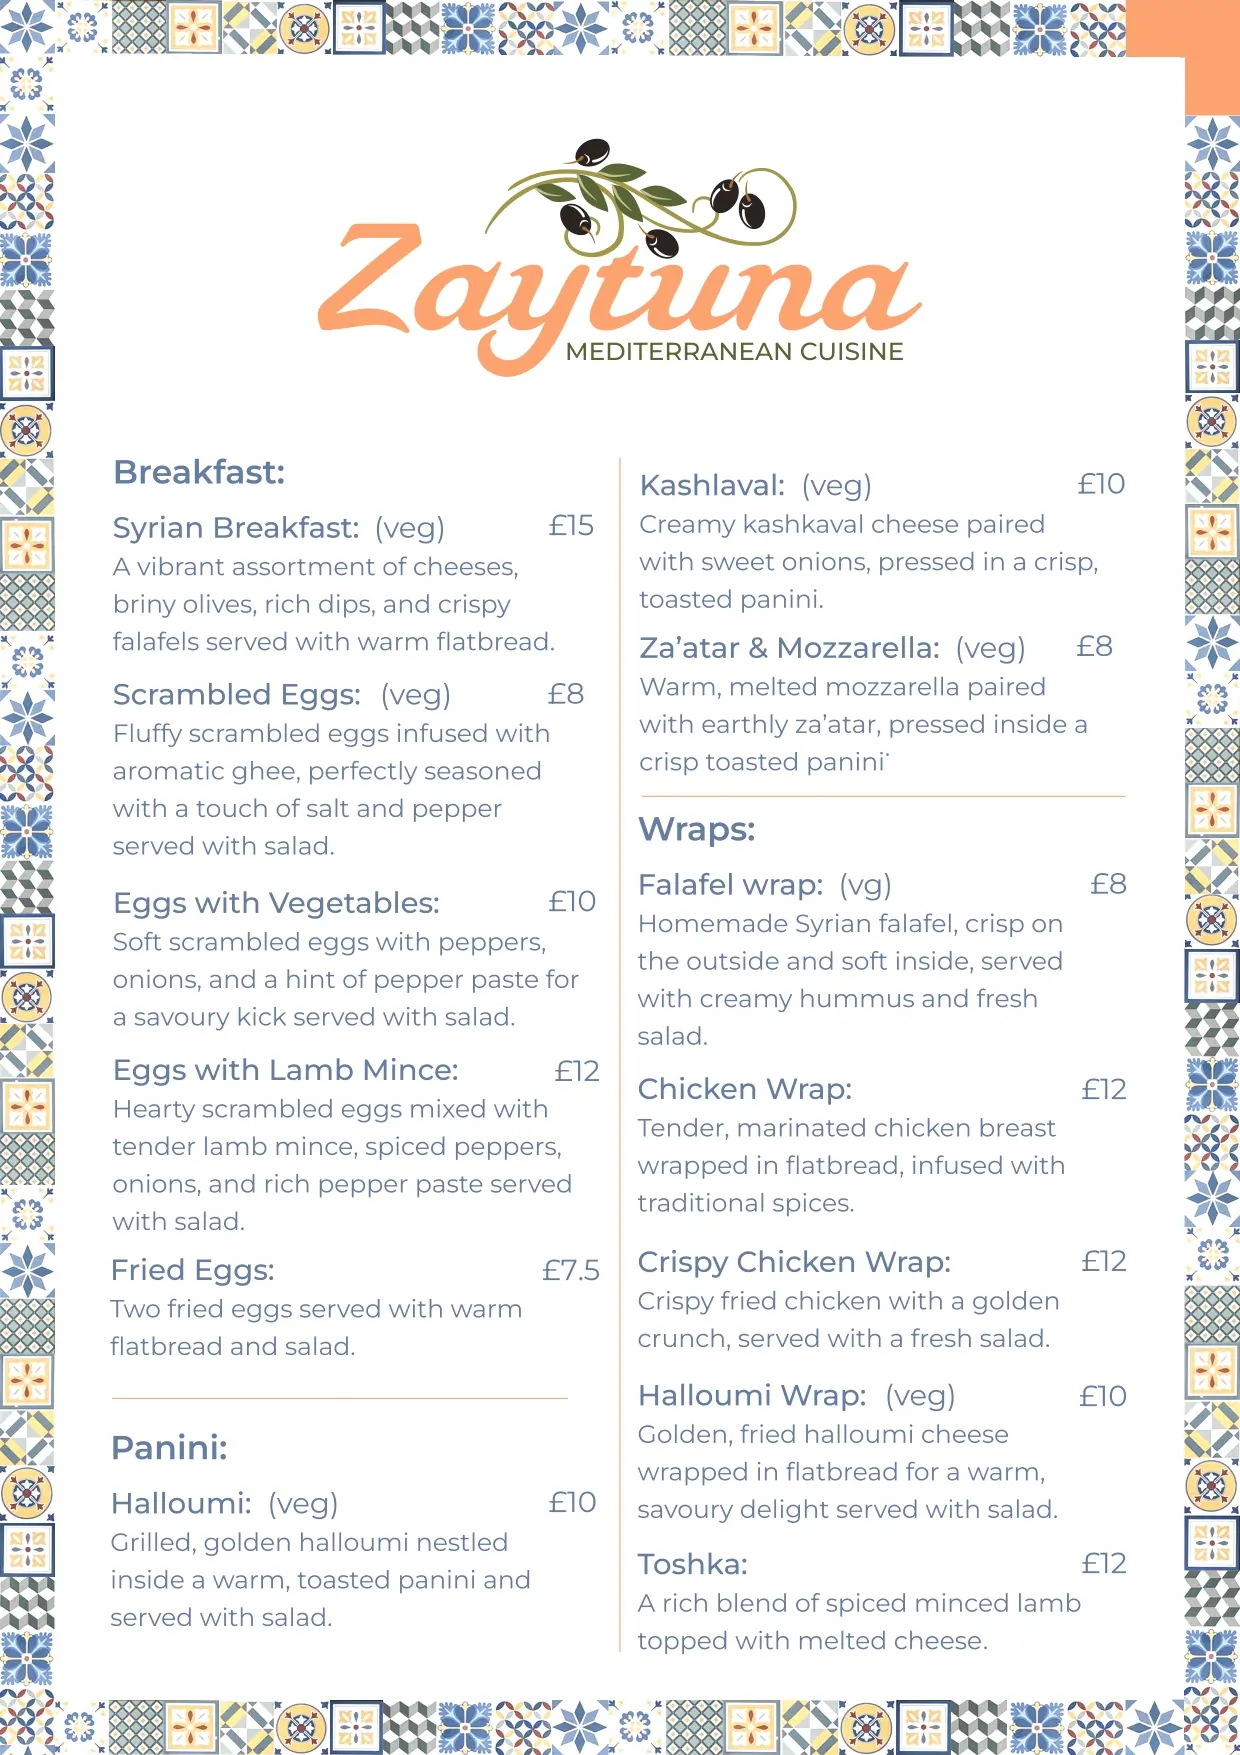 Zaytuna
MEDITERRANEAN CUISINE
Breakfast:
Syrian Breakfast: (veg) £15
A vibrant assortment of cheeses,
briny olives, rich dips, and crispy
falafels served with warm flatbread.
Scrambled Eggs: (veg) £8
Fluffy scrambled eggs infused with
aromatic ghee, perfectly seasoned
with a touch of salt and pepper
served with salad.
Eggs with Vegetables: £10
Soft scrambled eggs with peppers,
onions, and a hint of pepper paste for
a savoury kick served with salad.
Eggs with Lamb Mince: £12
Hearty scrambled eggs mixed with
tender lamb mince, spiced peppers,
onions, and rich pepper paste served
with salad.
Fried Eggs: £7.5
Two fried eggs served with warm
flatbread and salad.
Panini:
Halloumi: (veg) £10
Grilled, golden halloumi nestled
inside a warm, toasted panini and
served with salad.
Kashlaval: (veg) £10
Creamy kashkaval cheese paired
with sweet onions, pressed in a crisp,
toasted panini.
Za’atar & Mozzarella: (veg) £8
Warm, melted mozzarella paired
with earthly za’atar, pressed inside a
crisp toasted panini˙
Wraps:
Falafel wrap: (vg) £8
Homemade Syrian falafel, crisp on
the outside and soft inside, served
with creamy hummus and fresh
salad.
Chicken Wrap: £12
Tender, marinated chicken breast
wrapped in flatbread, infused with
traditional spices.
Crispy Chicken Wrap: £12
Crispy fried chicken with a golden
crunch, served with a fresh salad.
Halloumi Wrap: (veg) £10
Golden, fried halloumi cheese
wrapped in flatbread for a warm,
savoury delight served with salad.
Toshka: £12
A rich blend of spiced minced lamb
topped with melted cheese.